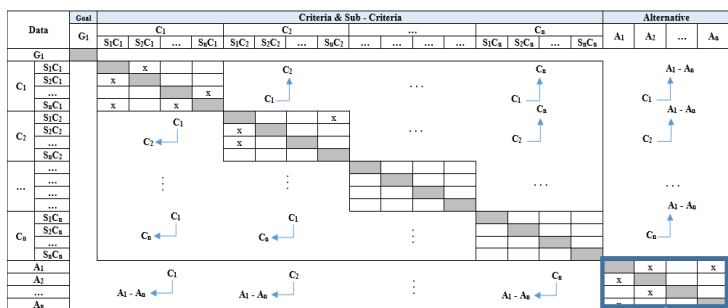 Data Goal Criteria & Sub - Criteria Alternative
G1 C1 C2 ... Cn A1 A2 ... An
S1C1 S2C1 ... SnC1 S1C2 S2C2 ... SnC2 ... ... ... ... S1Cn S2Cn ... SnCn
G1
C1 S1C1 x C2 Cn A1 - An
S2C1 x
... x C1 ... C1 C1
SnC1 x x Cn A1 - An
C2 S1C2 C1 x
S2C2 x ...
... C2 x C2 C2
SnC2
... ...
... ⋮ ⋮ ... ...
...
... A1 - An
Cn S1Cn C1 C1
S2Cn ⋮
... Cn Cn Cn
SnCn
A1 C1 C2 Cn x x
A2 ⋮ x
... A1 - An A1 - An A1 - An x
An